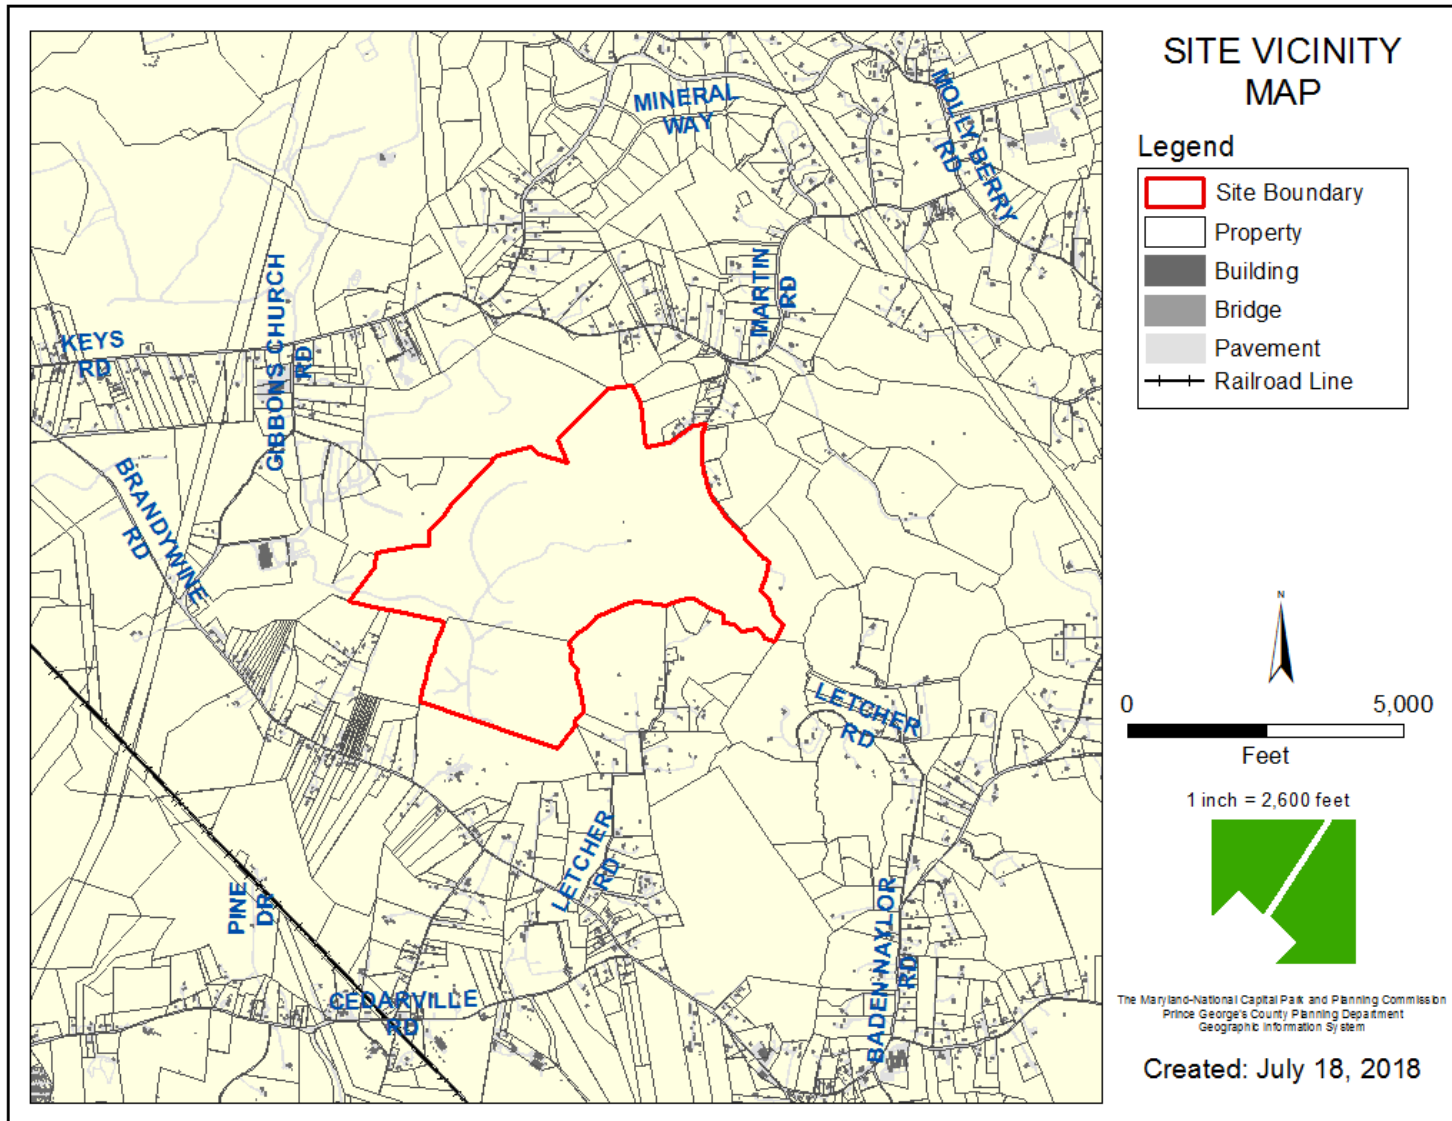 SITE VICINITY
MAP
Legend
Site Boundary
Property
Building
Bridge
Pavement
Railroad Line
MINERAL
WAY
MOLLY BERRY
RD
MARTIN
RD
GIBBONS CHURCH
RD
KEYS
RD
BRANDYWINE
RD
LETCHER
RD
LETCHER
RD
PINE
DR
CEDARVILLE
RD
BADEN NAYLOR
RD
N
0 5,000
Feet
1 inch = 2,600 feet
The Maryland-National Capital Park and Planning Commission
Prince George's County Planning Department
Geographic Information System
Created: July 18, 2018